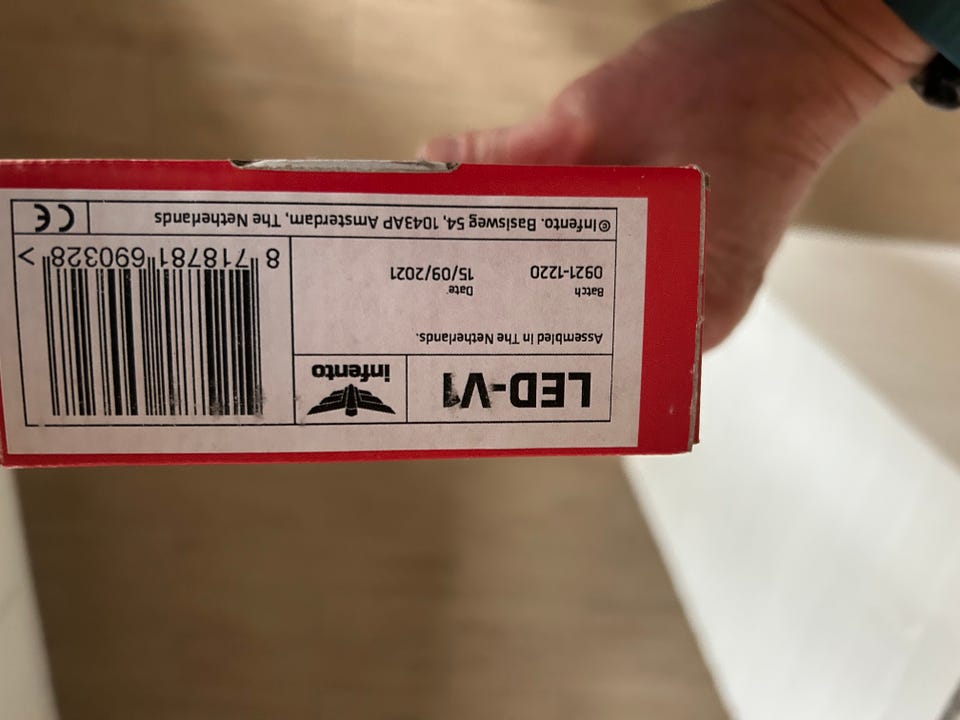 LED-V1
infento
Assembled in The Netherlands.
Batch
0921-1220
Date
15/09/2021
8 718781 690328 >
©Infento. Basisweg 54, 1043AP Amsterdam, The Netherlands
CE